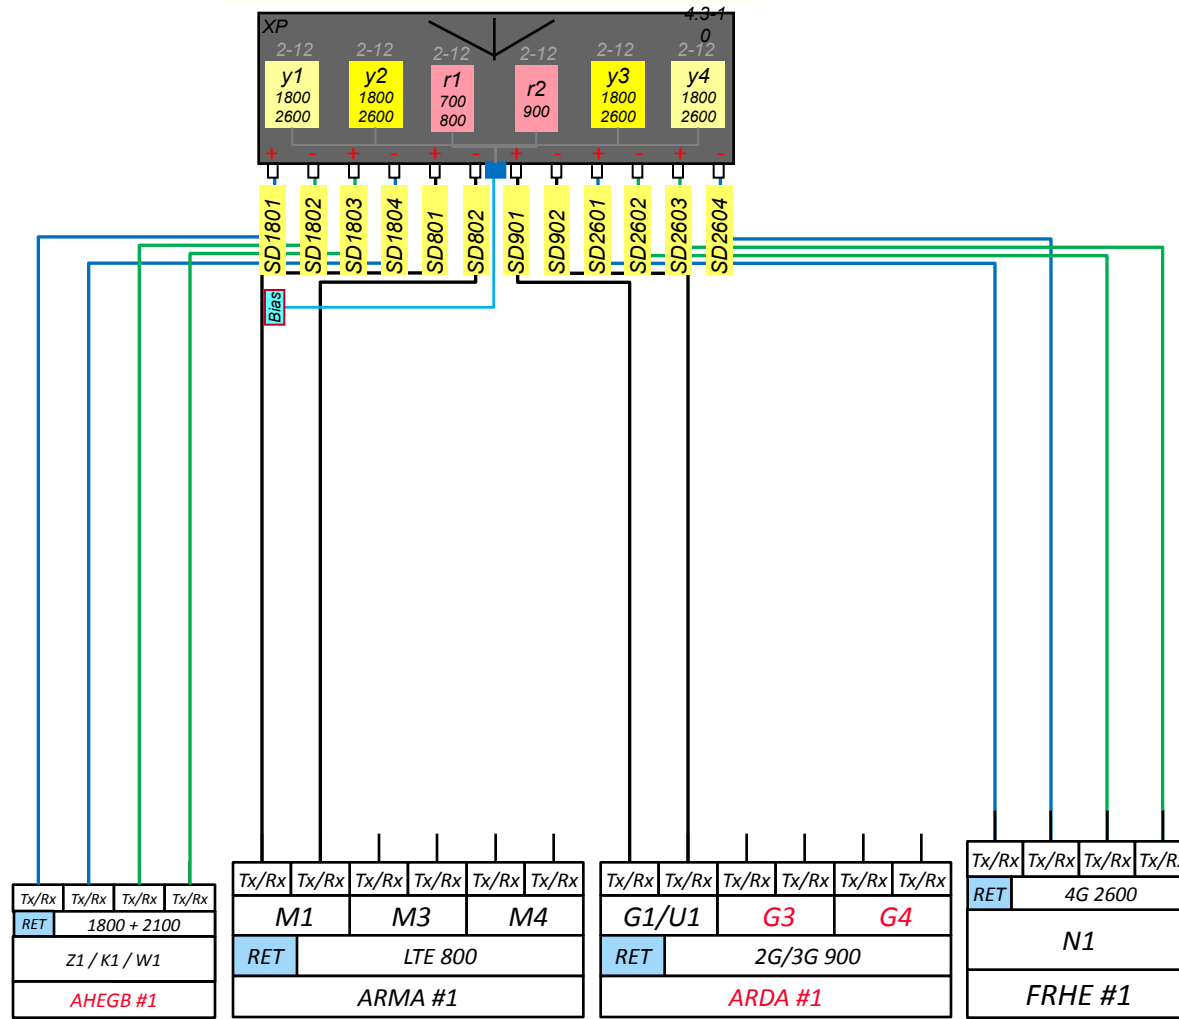 XP
4.3-1
0
2-12 2-12 2-12 2-12 2-12
y1 y2 r1 r2 y3 y4
1800 1800 700 900 1800 1800
2600 2600 800 2600 2600
+ - + - + - + - + - + -
SD1801 SD1802 SD1803 SD1804 SD801 SD802 SD901 SD902 SD2601 SD2602 SD2603 SD2604
Bias
Tx/Rx Tx/Rx Tx/Rx Tx/Rx
RET 1800 + 2100
Z1 / K1 / W1
AHEGB #1
Tx/Rx Tx/Rx Tx/Rx Tx/Rx Tx/Rx Tx/Rx
M1 M3 M4
RET LTE 800
ARMA #1
Tx/Rx Tx/Rx Tx/Rx Tx/Rx Tx/Rx Tx/Rx
G1/U1 G3 G4
RET 2G/3G 900
ARDA #1
Tx/Rx Tx/Rx Tx/Rx Tx/R
RET 4G 2600
N1
FRHE #1